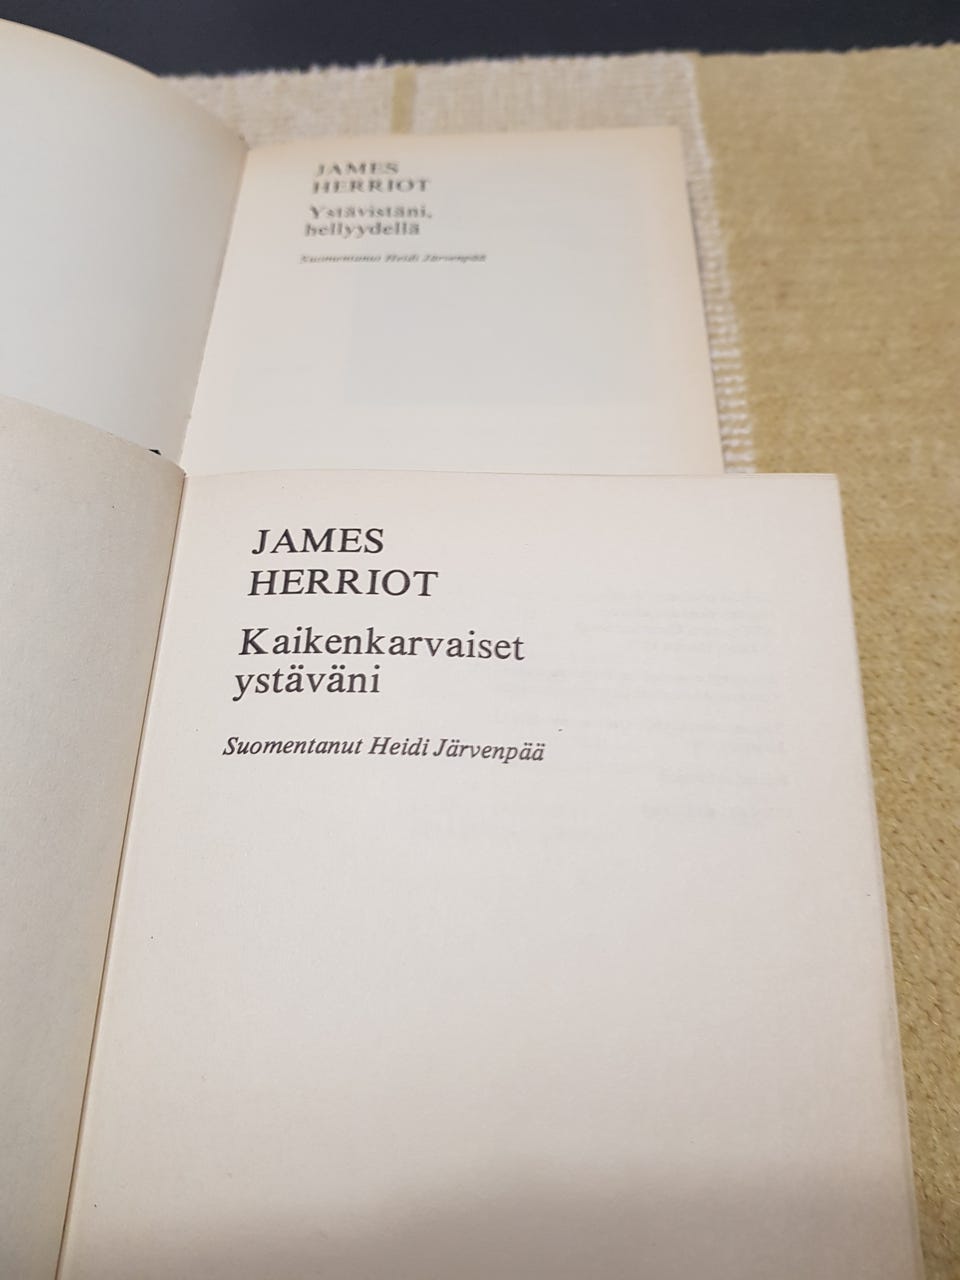 JAMES
HERRIOT
Ystävistäni,
hellyydellä
Suomentanut Heidi Järvenpää
JAMES
HERRIOT
Kaikenkarvaiset
ystäväni
Suomentanut Heidi Järvenpää